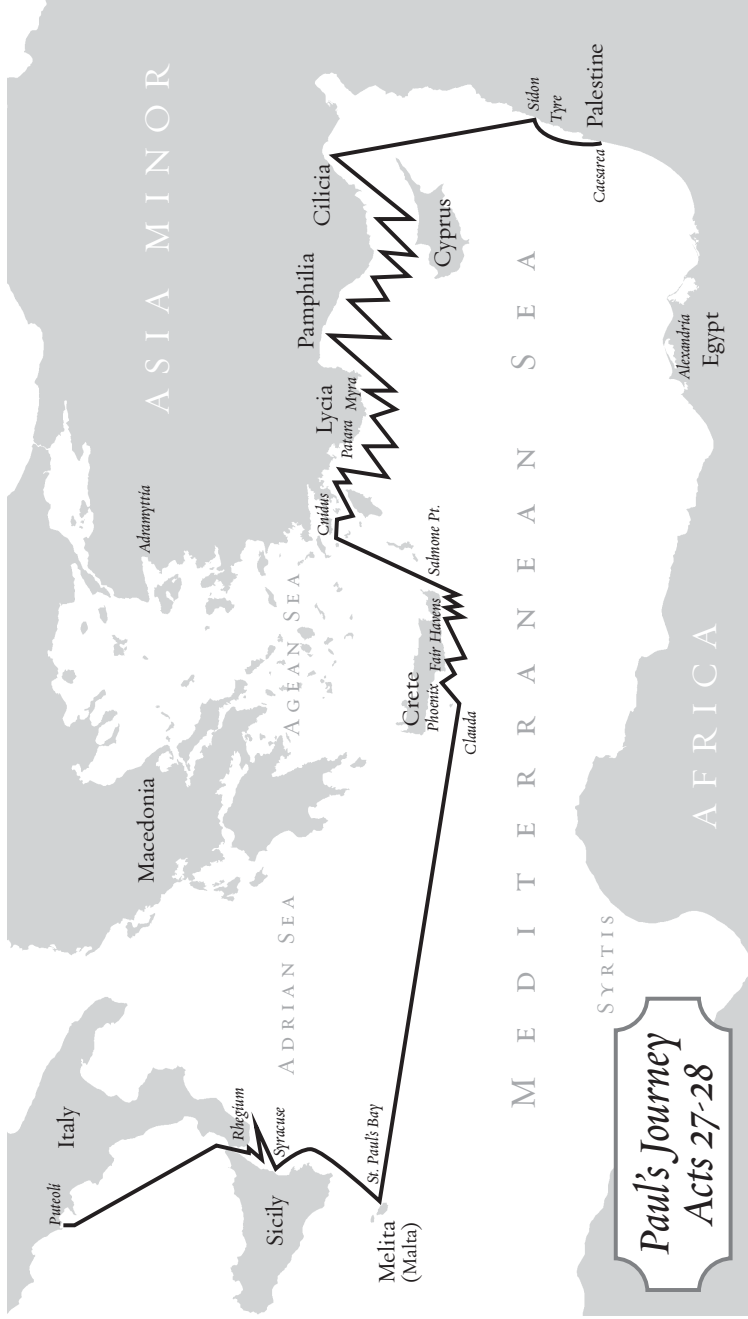 Puteoli
Italy
Macedonia
Adramyttia
ASIA MINOR
Rhegium
Syracuse
Sicily
ADRIAN SEA
AGEAN SEA
Cnidus
Patara
Myra
Lycia
Pamphilia
Cilicia
Cyprus
St. Paul's Bay
Melita
(Malta)
Crete
Phoenix
Fair Havens
Salmone Pt.
Clauda
MEDITERRANEAN SEA
Sidon
Tyre
Palestine
Caesarea
SYRTIS
AFRICA
Alexandria
Egypt
Paul's Journey
Acts 27-28